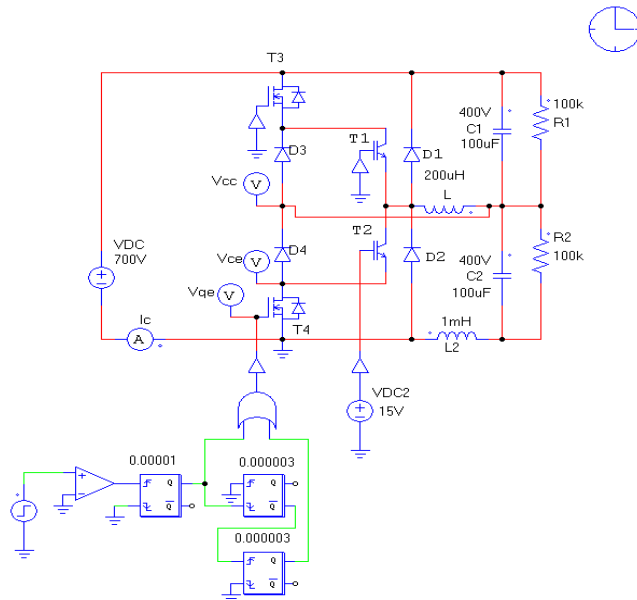 T3
400V
C1
100uF
100k
R1
D3
T1
D1
200uH
L
Vcc
V
VDC
700V
T2
D4
Vce
V
D2
400V
C2
100uF
R2
100k
Vqe
V
T4
Ic
A
1mH
L2
VDC2
15V
0.00001
Q
Q
0.000003
Q
Q
0.000003
Q
Q